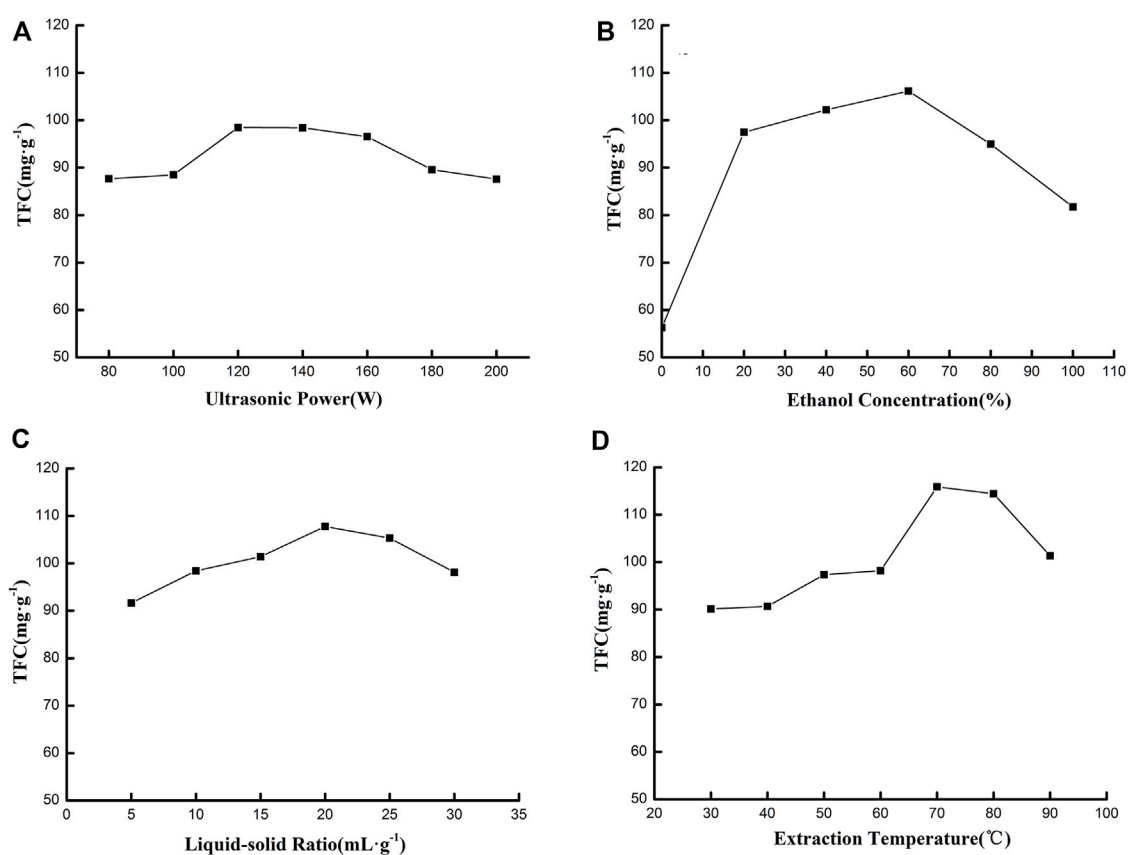 A
120
110
100
90
80
70
60
50
TFC(mg·g-1)
80 100 120 140 160 180 200
Ultrasonic Power(W)
B
120
110
100
90
80
70
60
50
TFC(mg·g-1)
0 10 20 30 40 50 60 70 80 90 100 110
Ethanol Concentration(%)
C
120
110
100
90
80
70
60
50
TFC(mg·g-1)
0 5 10 15 20 25 30 35
Liquid-solid Ratio(mL·g-1)
D
120
110
100
90
80
70
60
50
TFC(mg·g-1)
20 30 40 50 60 70 80 90 100
Extraction Temperature(℃)